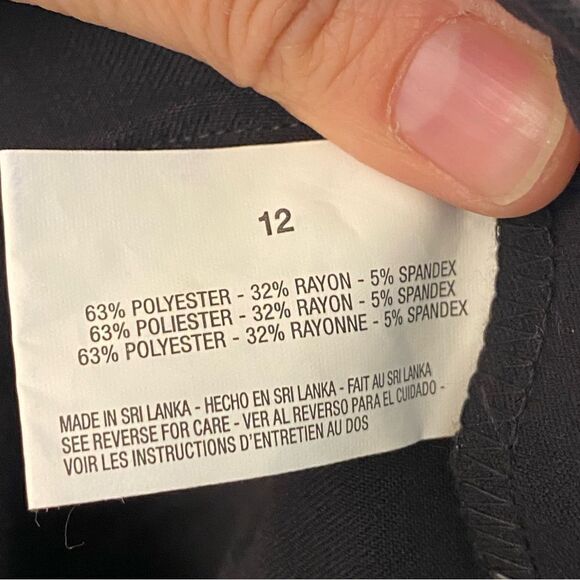 12
63% POLYESTER - 32% RAYON - 5% SPANDEX
63% POLIESTER - 32% RAYON - 5% SPANDEX
63% POLYESTER - 32% RAYONNE - 5% SPANDEX
MADE IN SRI LANKA - HECHO EN SRI LANKA - FAIT AU SRI LANKA
SEE REVERSE FOR CARE - VER AL REVERSO PARA EL CUIDADO -
VOIR LES INSTRUCTIONS D'ENTRETIEN AU DOS